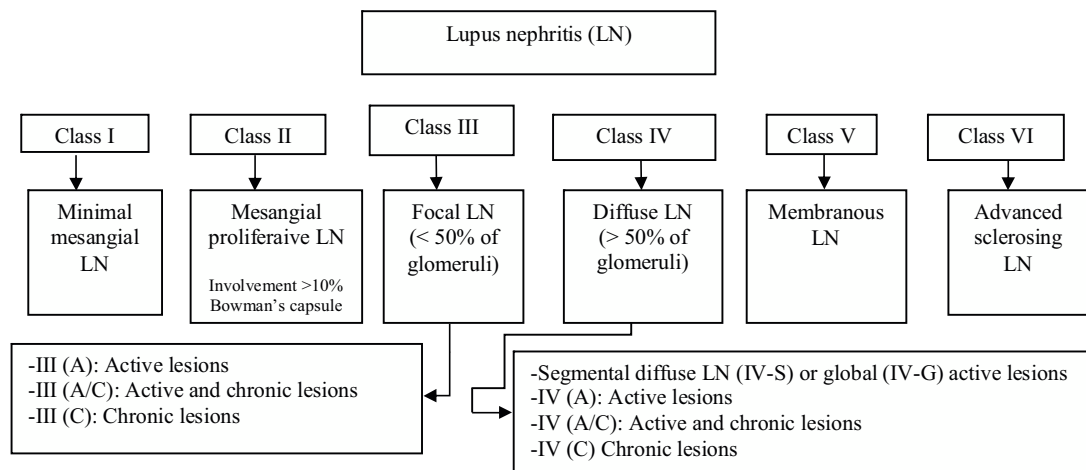 Lupus nephritis (LN)
Class I
Class II
Class III
Class IV
Class V
Class VI
Minimal
mesangial
LN
Mesangial
proliferaive LN
Involvement >10%
Bowman's capsule
Focal LN
(< 50% of
glomeruli)
Diffuse LN
(> 50% of
glomeruli)
Membranous
LN
Advanced
sclerosing
LN
-III (A): Active lesions
-III (A/C): Active and chronic lesions
-III (C): Chronic lesions
-Segmental diffuse LN (IV-S) or global (IV-G) active lesions
-IV (A): Active lesions
-IV (A/C): Active and chronic lesions
-IV (C) Chronic lesions